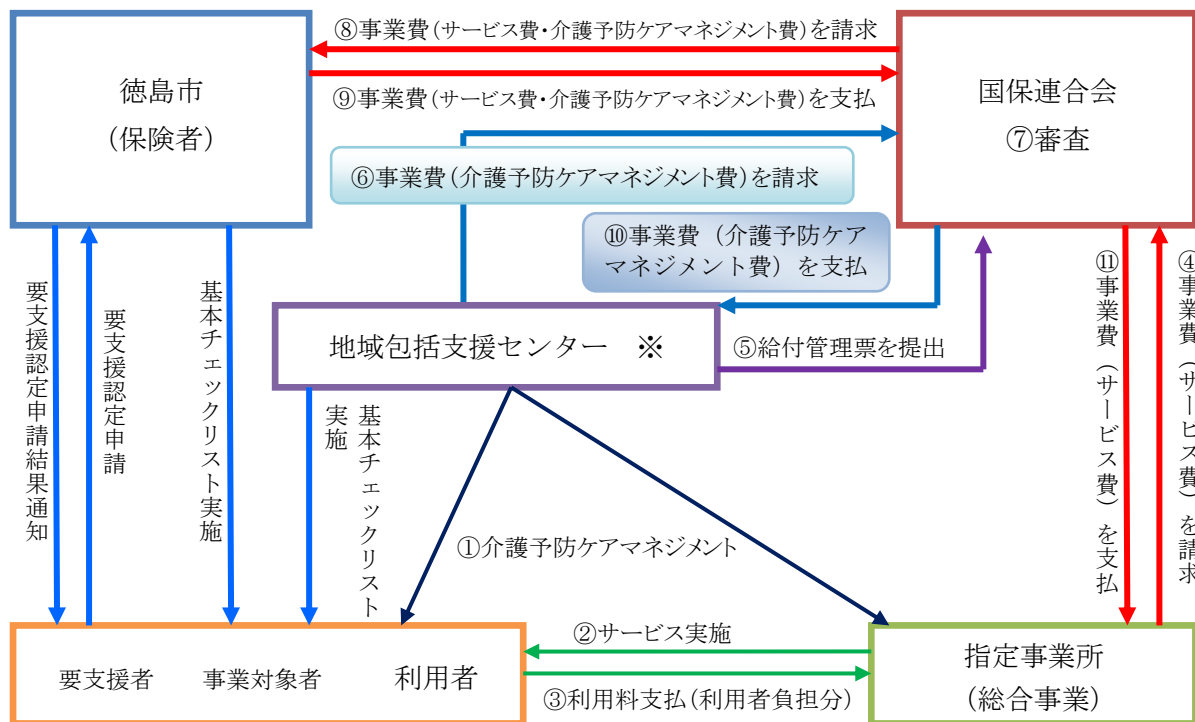 ⑧事業費(サービス費・介護予防ケアマネジメント費)を請求
徳島市
(保険者)
国保連合会
⑦審査
⑨事業費(サービス費・介護予防ケアマネジメント費)を支払
⑥事業費(介護予防ケアマネジメント費)を請求
⑩事業費（介護予防ケア
マネジメント費）を支払
地域包括支援センター　※
⑤給付管理票を提出
要支援認定申請結果通知
要支援認定申請
基本チェックリスト実施
基本チェックリスト
実施
⑪事業費（サービス費）を支払
④事業費（サービス費）を請求
①介護予防ケアマネジメント
②サービス実施
要支援者
事業対象者
利用者
③利用料支払(利用者負担分)
指定事業所
(総合事業)